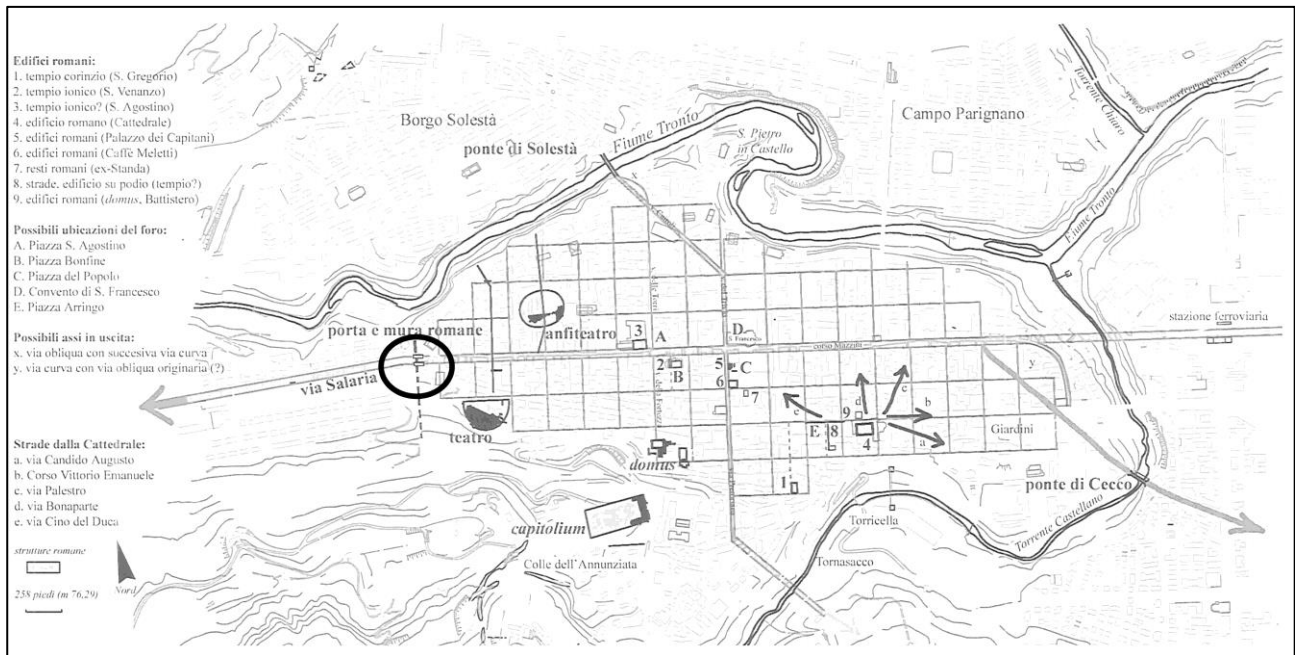 Edifici romani:
1. tempio corinzio (S. Gregorio)
2. tempio ionico (S. Venanzo)
3. tempio ionico? (S. Agostino)
4. edificio romano (Cattedrale)
5. edifici romani (Palazzo dei Capitani)
6. edifici romani (Caffè Meletti)
7. resti romani (ex-Standa)
8. strade, edificio su podio (tempio?)
9. edifici romani (domus, Battistero)
Possibili ubicazioni del foro:
A. Piazza S. Agostino
B. Piazza Bonfine
C. Piazza del Popolo
D. Convento di S. Francesco
E. Piazza Arringo
Possibili assi in uscita:
x. via obliqua con succesiva via curva
y. via curva con via obliqua originaria (?)
Strade dalla Cattedrale:
a. via Candido Augusto
b. Corso Vittorio Emanuele
c. via Palestro
d. via Bonaparte
e. via Cino del Duca
strutture romane
Nord
258 piedi (m 76,29)
Borgo Solestà
ponte di Solestà
Fiume Tronto
S. Pietro
in Castello
Campo Parignano
Torrente Chiaro
Fiume Tronto
x
porta e mura romane
anfiteatro
3
A
D.
S. Francesco
corso Mazzini
stazione ferroviaria
via Salaria
2
B
5
C
6
7
y
teatro
e
d
c
b
a
9
E
8
4
Giardini
domus
1
ponte di Cecco
capitolium
Torricella
Torrente Castellano
Tornasacco
Colle dell'Annunziata